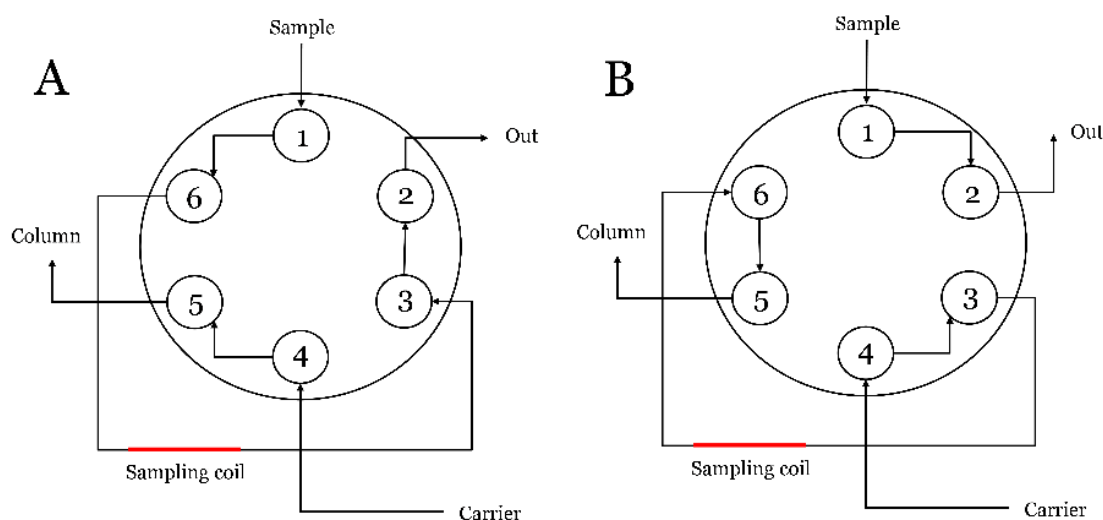 A
Sample
1
6
2
Out
Column
5
3
4
Sampling coil
Carrier
B
Sample
1
6
2
Out
Column
5
3
4
Sampling coil
Carrier